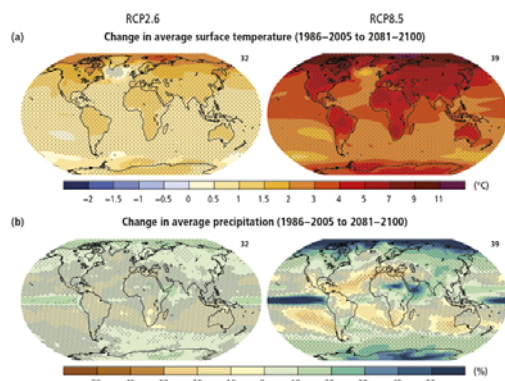 RCP2.6 RCP8.5
(a) Change in average surface temperature (1986–2005 to 2081–2100)
32 39
−2 −1.5 −1 −0.5 0 0.5 1 1.5 2 3 4 5 7 9 11 (°C)
(b) Change in average precipitation (1986–2005 to 2081–2100)
32 39
(%)